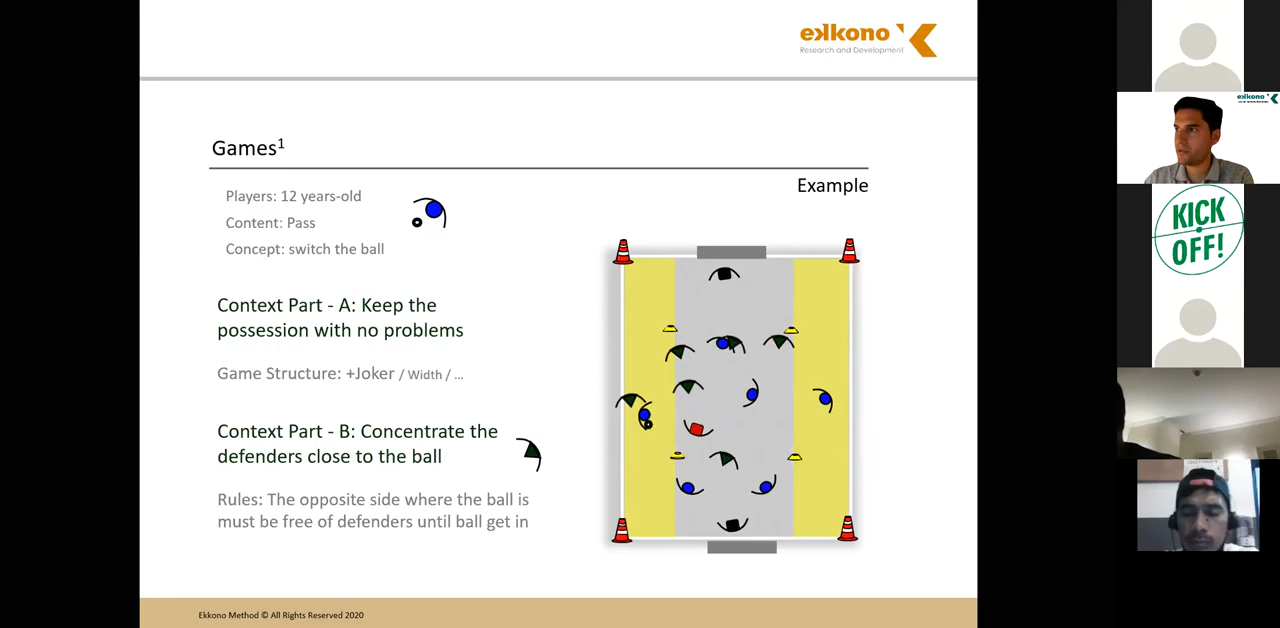 ekkono
Research and Development
ekkono
Games1
Example
Players: 12 years-old
Content: Pass
Concept: switch the ball
KICK
OFF!
Context Part - A: Keep the
possession with no problems
Game Structure: +Joker / Width / ...
Context Part - B: Concentrate the
defenders close to the ball
Rules: The opposite side where the ball is
must be free of defenders until ball get in
Ekkono Method © All Rights Reserved 2020